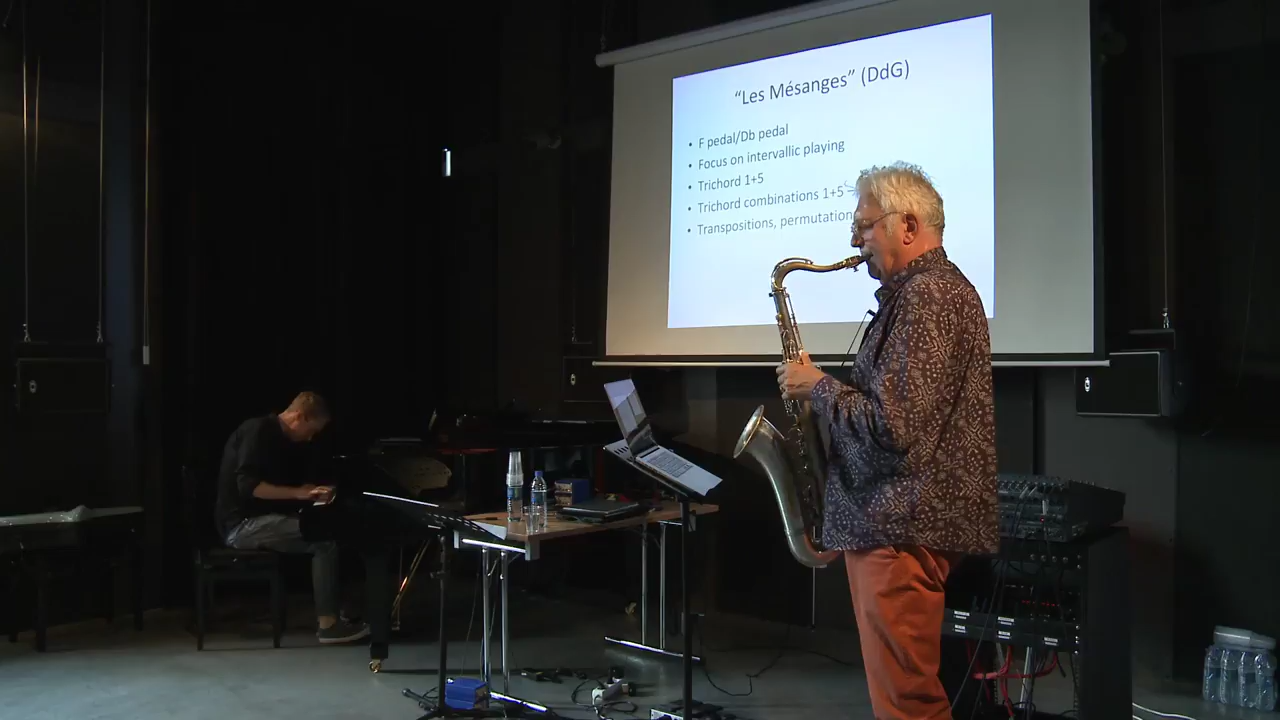 “Les Mésanges” (DdG)
• F pedal/Db pedal
• Focus on intervallic playing
• Trichord 1+5
• Trichord combinations 1+5
• Transpositions, permutation